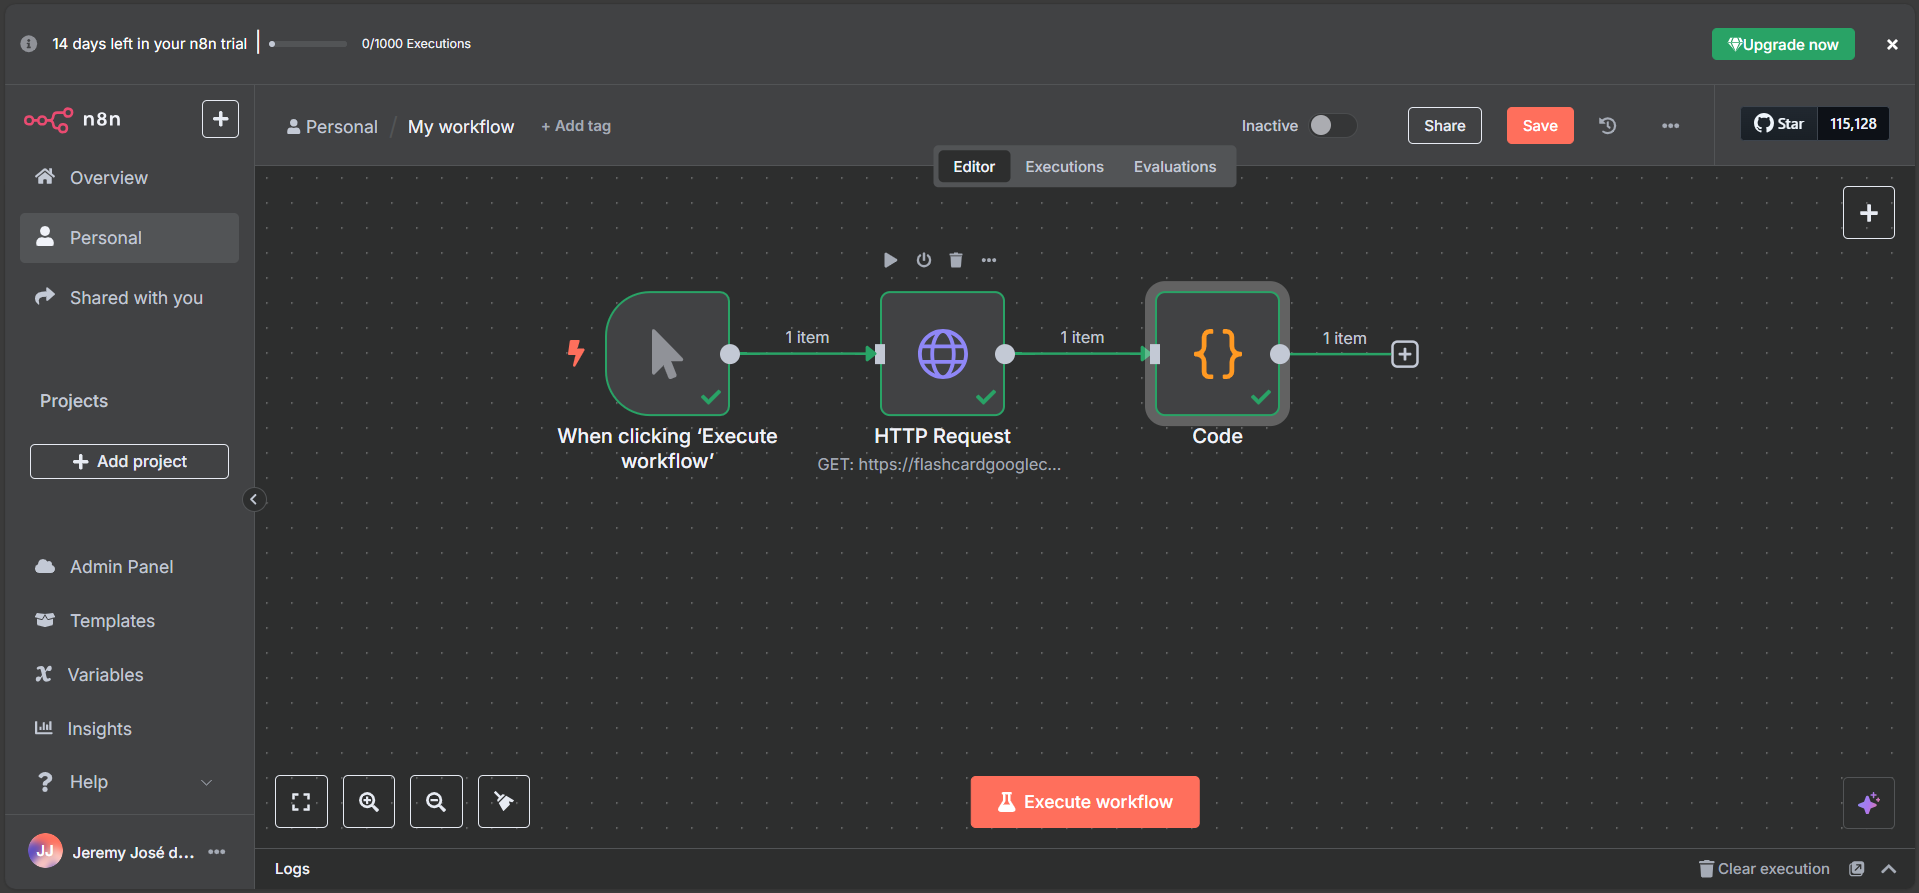 14 days left in your n8n trial
0/1000 Executions
Upgrade now
n8n
Personal / My workflow + Add tag
Inactive
Share
Save
Star 115,128
Editor Executions Evaluations
Overview
Personal
Shared with you
Projects
Add project
Admin Panel
Templates
Variables
Insights
Help
JJ Jeremy José d...
1 item
1 item
1 item
When clicking ‘Execute
workflow’
HTTP Request
GET: https://flashcardgooglec...
Code
Execute workflow
Logs
Clear execution